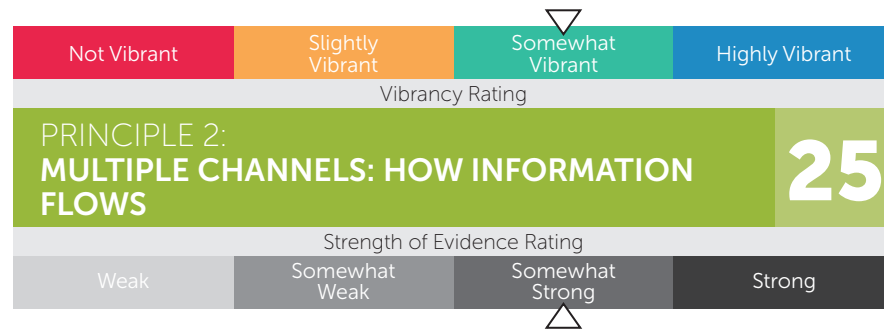 Not Vibrant
Slightly
Vibrant
Somewhat
Vibrant
Highly Vibrant
Vibrancy Rating
PRINCIPLE 2:
MULTIPLE CHANNELS: HOW INFORMATION
FLOWS
25
Strength of Evidence Rating
Weak
Somewhat
Weak
Somewhat
Strong
Strong